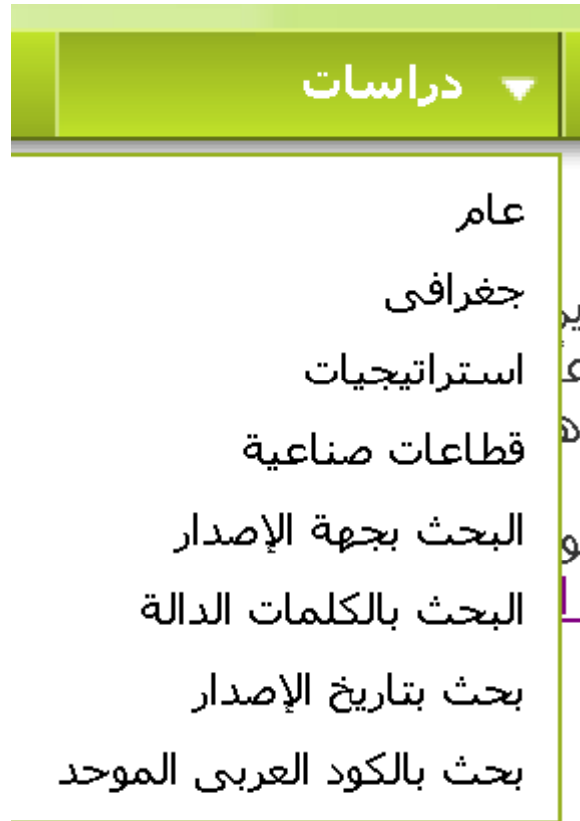 دراسات
عام
جغرافى
استراتيجيات
قطاعات صناعية
البحث بجهة الإصدار
البحث بالكلمات الدالة
بحث بتاريخ الإصدار
بحث بالكود العربى الموحد